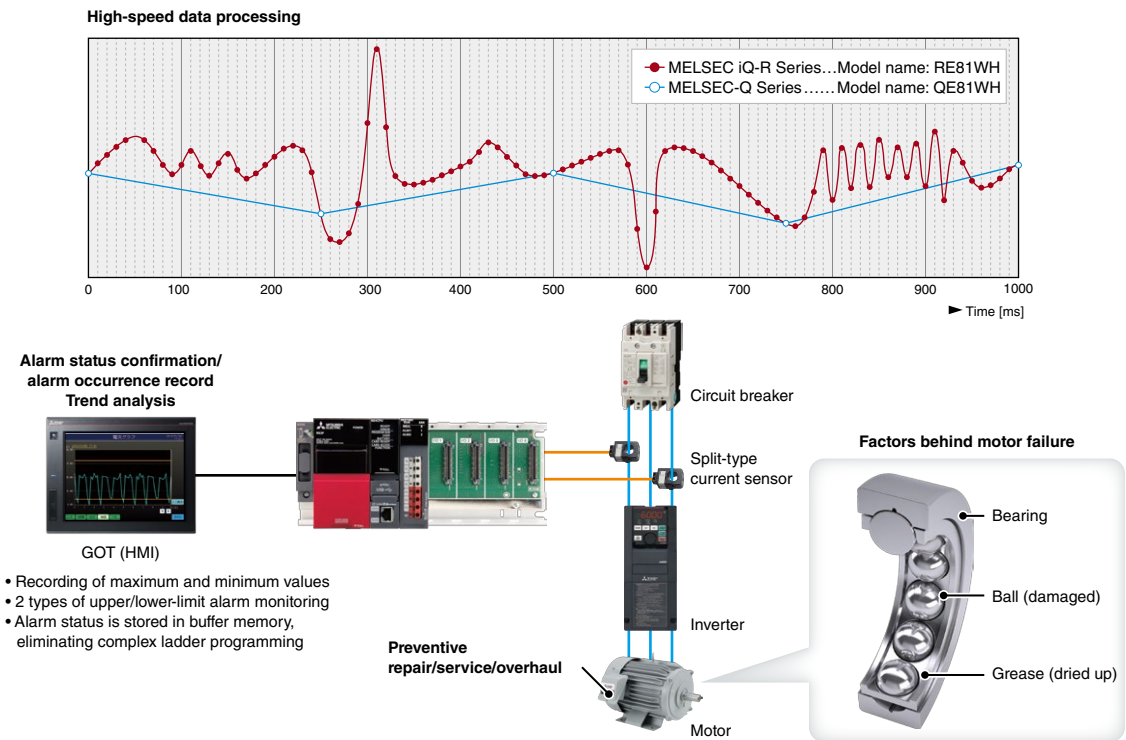 High-speed data processing
MELSEC iQ-R Series...Model name: RE81WH
MELSEC-Q Series......Model name: QE81WH
0 100 200 300 400 500 600 700 800 900 1000
► Time [ms]
Alarm status confirmation/
alarm occurrence record
Trend analysis
GOT (HMI)
• Recording of maximum and minimum values
• 2 types of upper/lower-limit alarm monitoring
• Alarm status is stored in buffer memory,
eliminating complex ladder programming
MITSUBISHI
ELECTRIC
Circuit breaker
Split-type
current sensor
Inverter
Preventive
repair/service/overhaul
Motor
Factors behind motor failure
Bearing
Ball (damaged)
Grease (dried up)